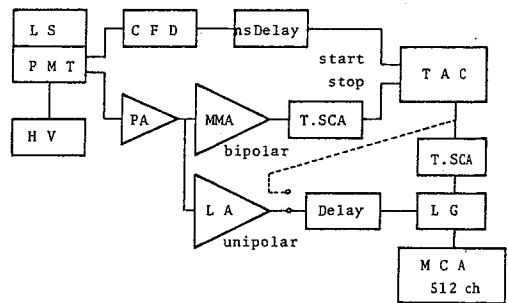 L S
P M T
H V
C F D
nsDelay
start
stop
T A C
PA
MMA
bipolar
T.SCA
T.SCA
L A
unipolar
Delay
L G
M C A
512 ch